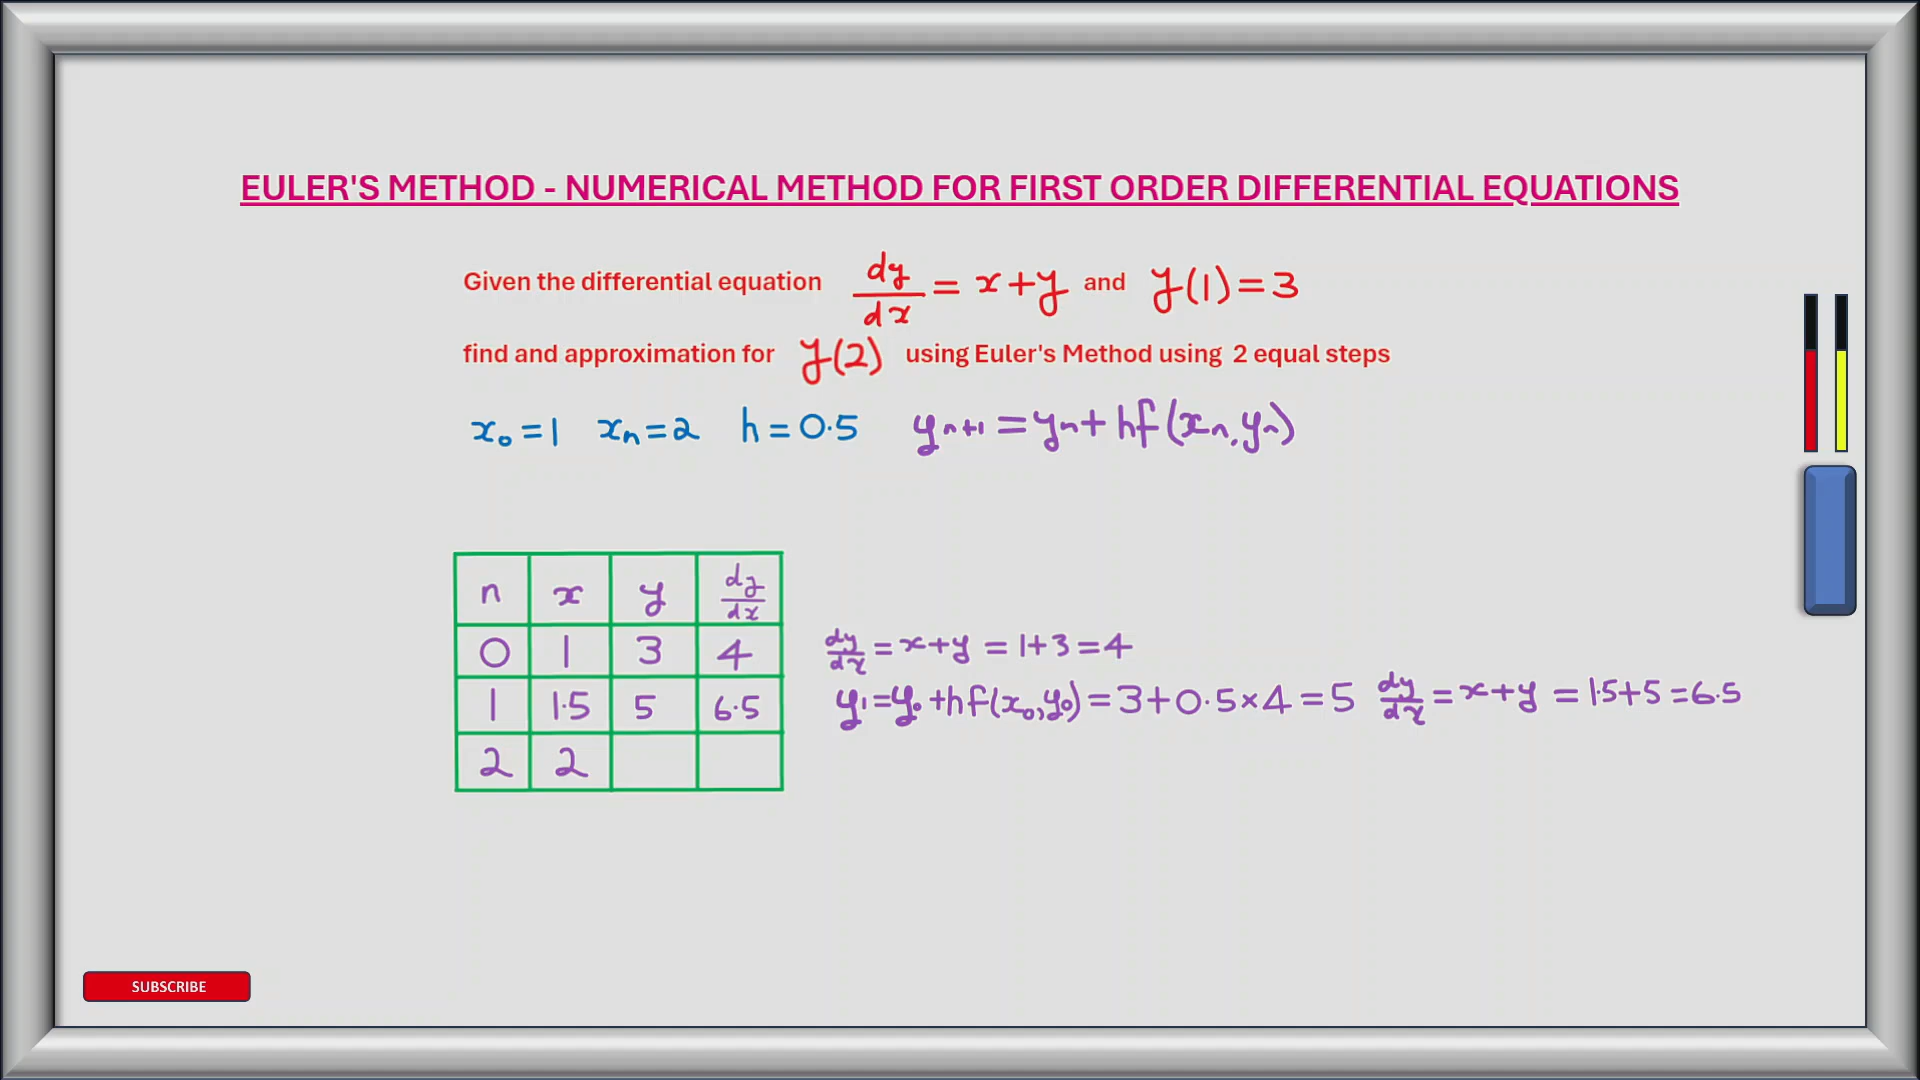 EULER'S METHOD - NUMERICAL METHOD FOR FIRST ORDER DIFFERENTIAL EQUATIONS
Given the differential equation dy/dx = x+y and y(1)=3
find and approximation for y(2) using Euler's Method using 2 equal steps
x₀=1 xₙ=2 h=0·5 yₙ₊₁=yₙ+hf(xₙ,yₙ)
n x y dy/dx
0 1 3 4 dy/dx=x+y=1+3=4
1 1·5 5 6·5 y₁=y₀+hf(x₀,y₀)=3+0·5×4=5 dy/dx=x+y=1·5+5=6·5
2 2
SUBSCRIBE